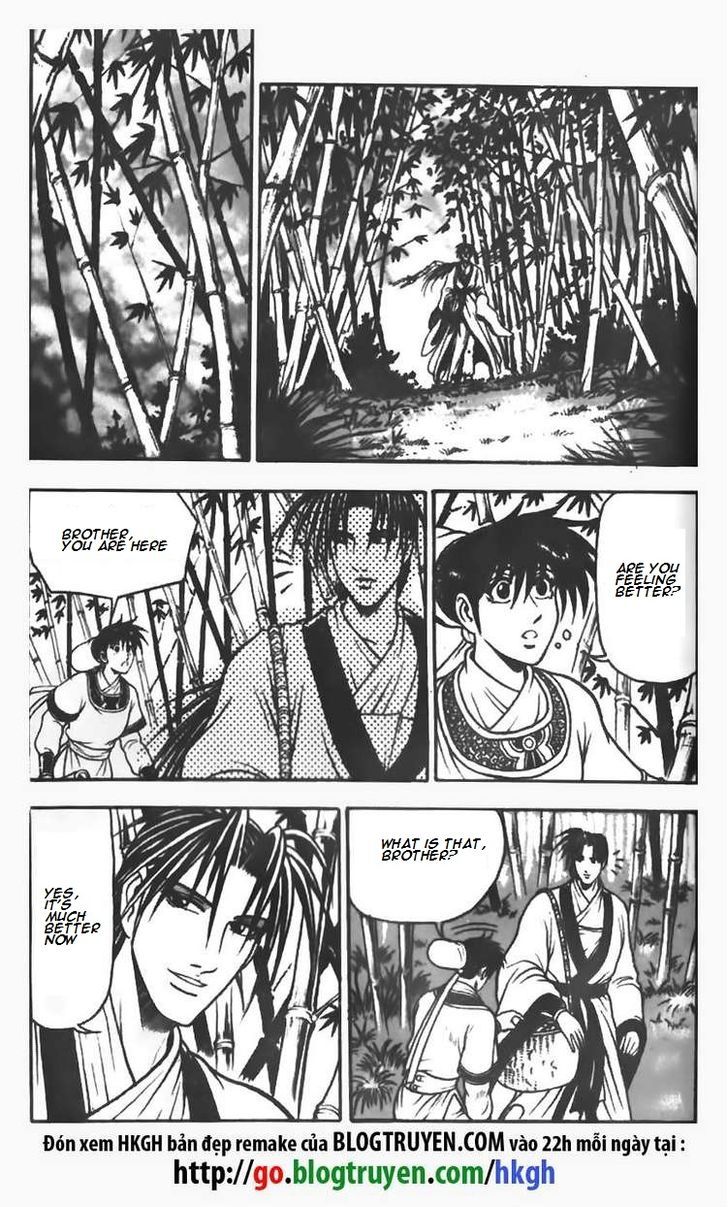 BROTHER,
YOU ARE HERE
ARE YOU
FEELING
BETTER?
YES,
IT'S
MUCH
BETTER
NOW
WHAT IS THAT,
BROTHER?
Đón xem HKGH bản đẹp remake của BLOGTRUYEN.COM vào 22h mỗi ngày tại :
http://go.blogtruyen.com/hkgh